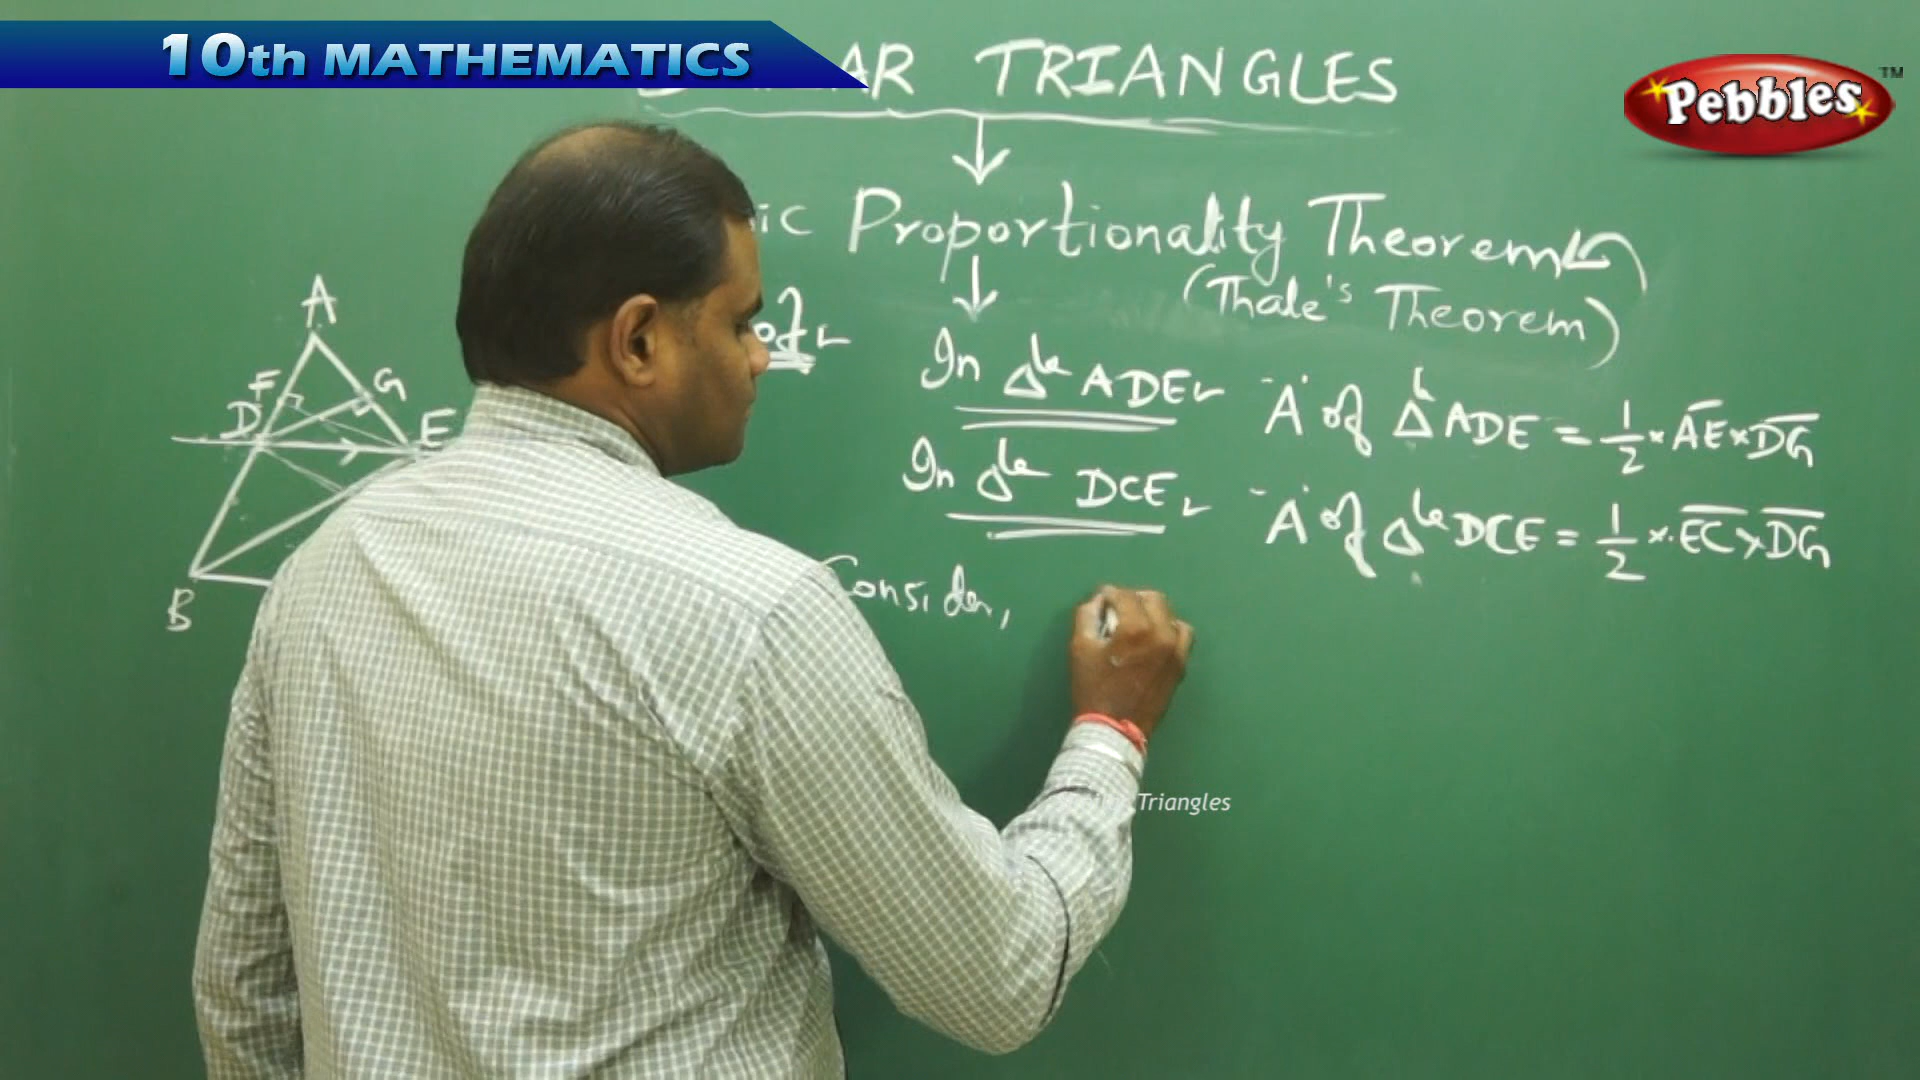 10th MATHEMATICS
Pebbles TM
TRIANGLES
Proportionality Theorem
(Thale's Theorem)
A
F G
D E
B
In Δle ADE
"A" of Δle ADE = 1/2 × AE × DG
In Δle DCE
"A" of Δle DCE = 1/2 × EC × DG
Consider,
Triangles